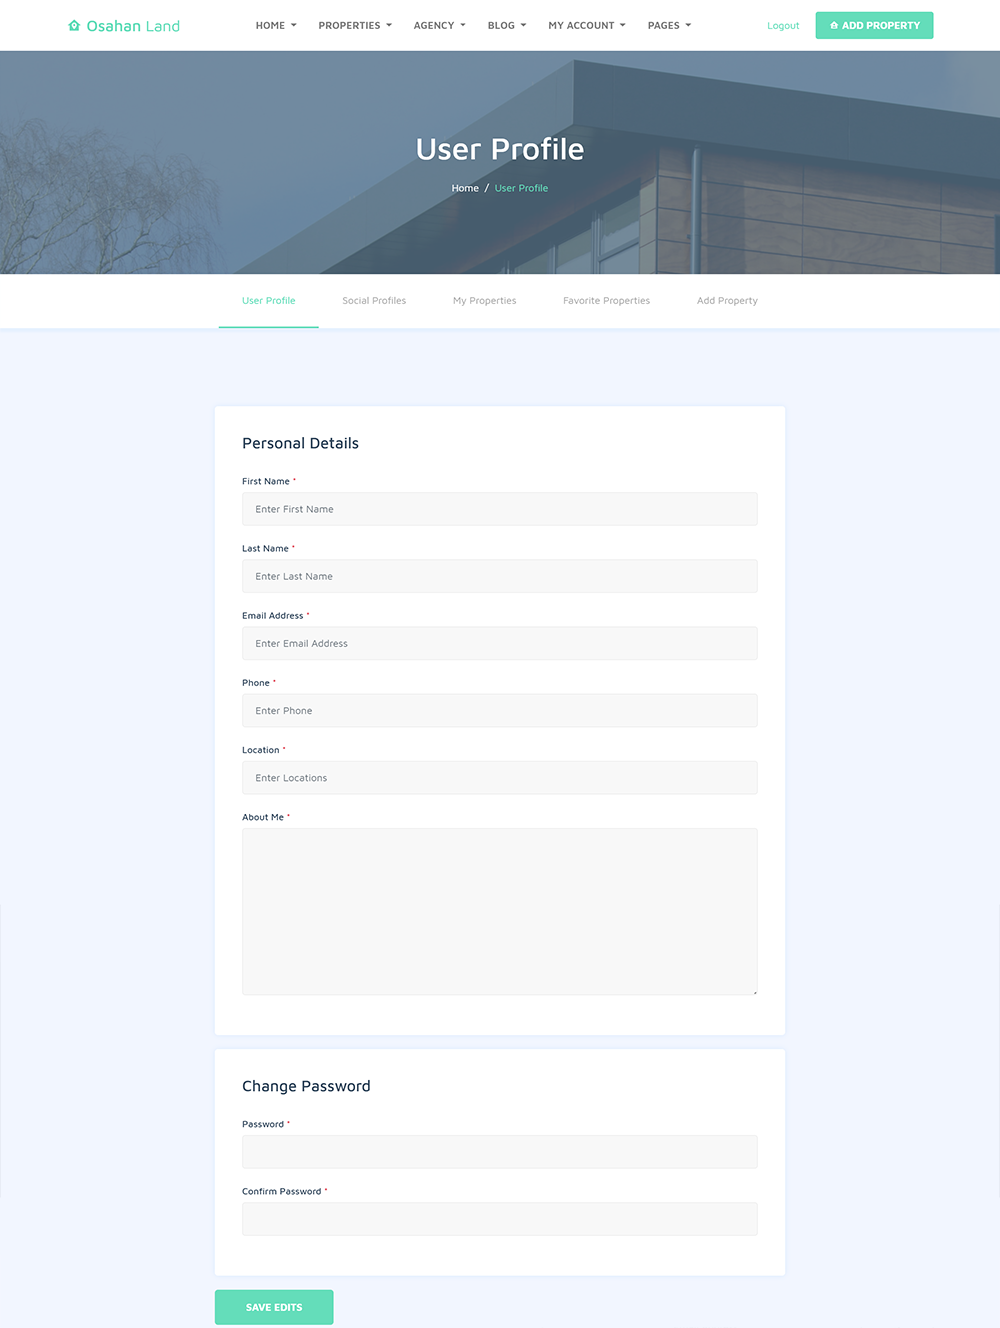 Osahan Land HOME PROPERTIES AGENCY BLOG MY ACCOUNT PAGES Logout ADD PROPERTY
User Profile
Home / User Profile
User Profile Social Profiles My Properties Favorite Properties Add Property
Personal Details
First Name *
Enter First Name
Last Name *
Enter Last Name
Email Address *
Enter Email Address
Phone *
Enter Phone
Location *
Enter Locations
About Me *
Change Password
Password *
Confirm Password *
SAVE EDITS